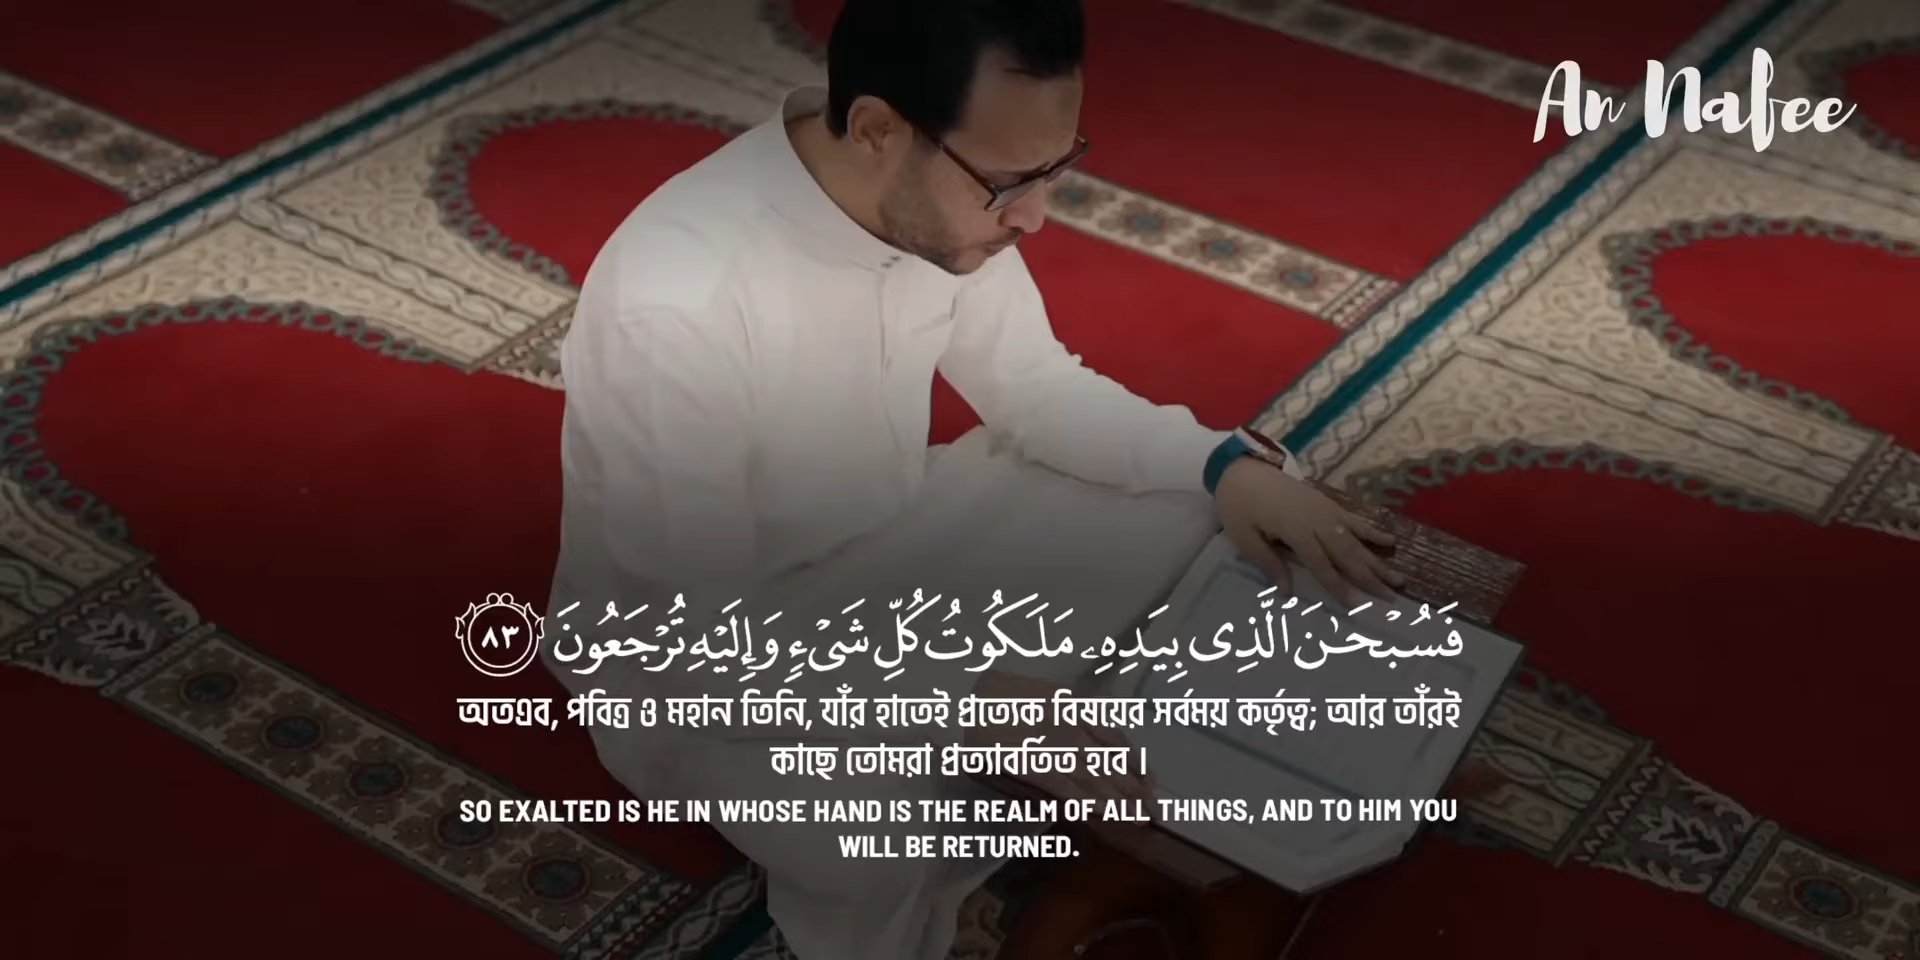 An Nafee
فَسُبْحَـٰنَ ٱلَّذِى بِيَدِهِۦ مَلَكُوتُ كُلِّ شَىْءٍ وَإِلَيْهِ تُرْجَعُونَ ٨٣
অতএব, পবিত্র ও মহান তিনি, যাঁর হাতেই প্রত্যেক বিষয়ের সর্বময় কর্তৃত্ব; আর তাঁরই
কাছে তোমরা প্রত্যাবর্তিত হবে ।
SO EXALTED IS HE IN WHOSE HAND IS THE REALM OF ALL THINGS, AND TO HIM YOU
WILL BE RETURNED.